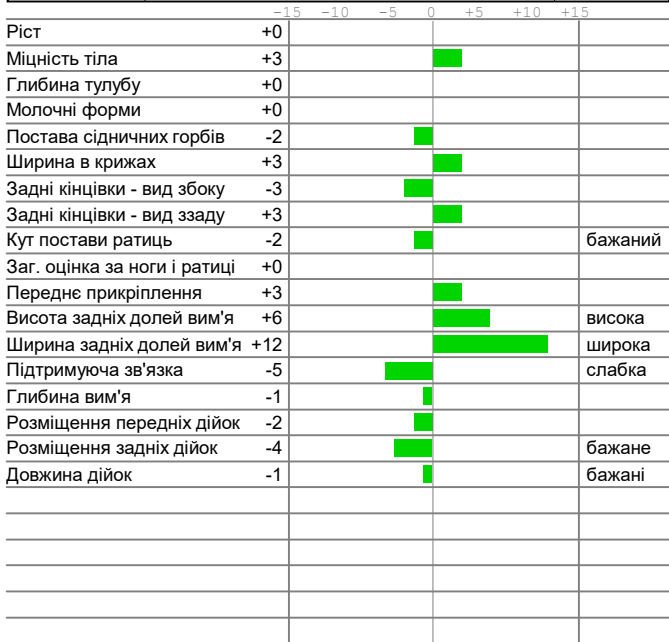 -15 -10 -5 0 +5 +10 +15
Ріст +0
Міцність тіла +3
Глибина тулубу +0
Молочні форми +0
Постава сідничних горбів -2
Ширина в крижах +3
Задні кінцівки - вид збоку -3
Задні кінцівки - вид ззаду +3
Кут постави ратиць -2 бажаний
Заг. оцінка за ноги і ратиці +0
Переднє прикріплення +3
Висота задніх долей вим'я +6 висока
Ширина задніх долей вим'я +12 широка
Підтримуюча зв'язка -5 слабка
Глибина вим'я -1
Розміщення передніх дійок -2
Розміщення задніх дійок -4 бажане
Довжина дійок -1 бажані